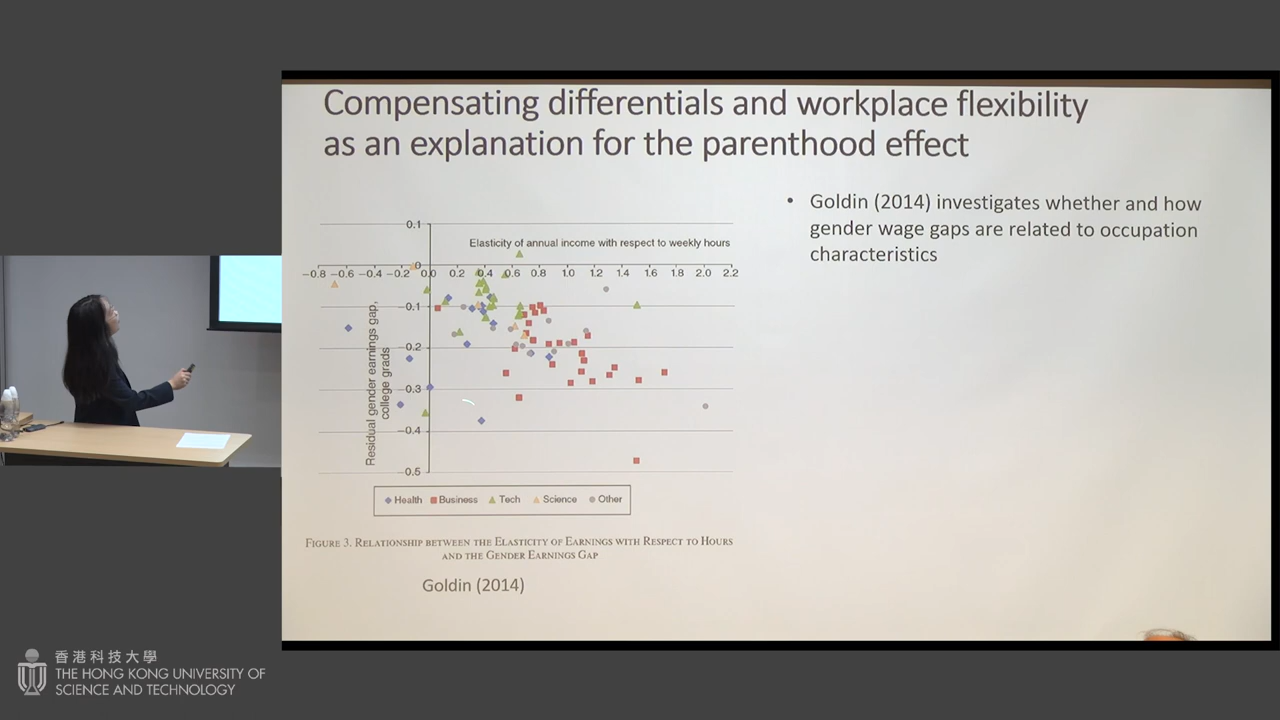 Compensating differentials and workplace flexibility
as an explanation for the parenthood effect
• Goldin (2014) investigates whether and how
gender wage gaps are related to occupation
characteristics
0.1
Elasticity of annual income with respect to weekly hours
0
−0.8 −0.6 −0.4 −0.2 0.0 0.2 0.4 0.6 0.8 1.0 1.2 1.4 1.6 1.8 2.0 2.2
−0.1
−0.2
−0.3
−0.4
−0.5
Residual gender earnings gap,
college grads
Health Business Tech Science Other
Figure 3. Relationship between the Elasticity of Earnings with Respect to Hours
and the Gender Earnings Gap
Goldin (2014)
香港科技大學
THE HONG KONG UNIVERSITY OF
SCIENCE AND TECHNOLOGY